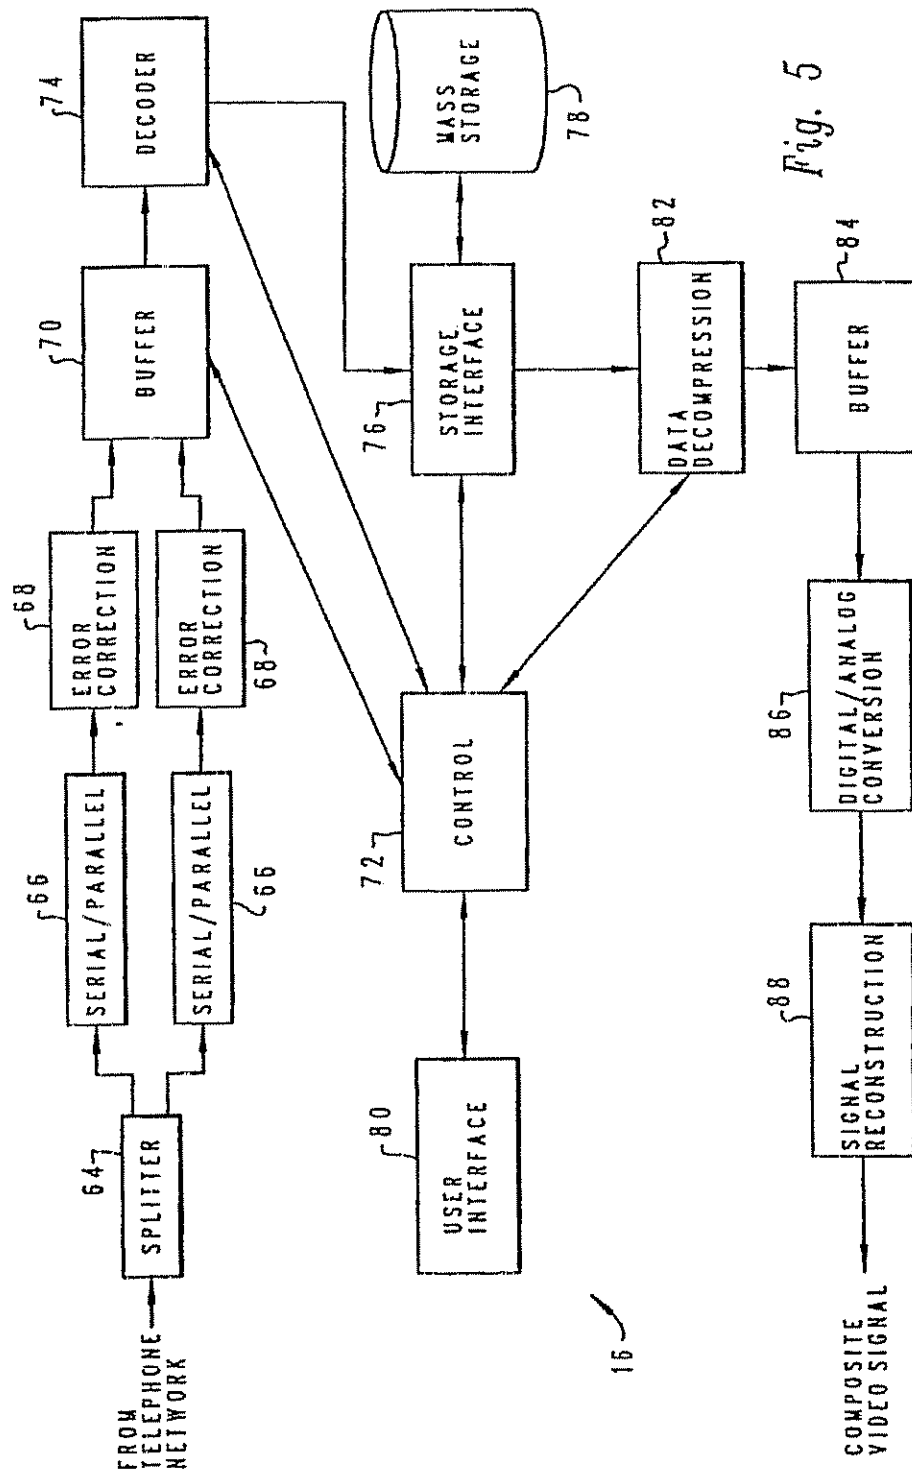 FROM
TELEPHONE
NETWORK
64
SPLITTER
66
SERIAL/PARALLEL
SERIAL/PARALLEL
66
68
ERROR
CORRECTION
ERROR
CORRECTION
68
70
BUFFER
74
DECODER
80
USER
INTERFACE
72
CONTROL
76
STORAGE
INTERFACE
MASS
STORAGE
78
16
82
DATA
DECOMPRESSION
COMPOSITE
VIDEO SIGNAL
88
SIGNAL
RECONSTRUCTION
86
DIGITAL/ANALOG
CONVERSION
84
BUFFER
Fig. 5